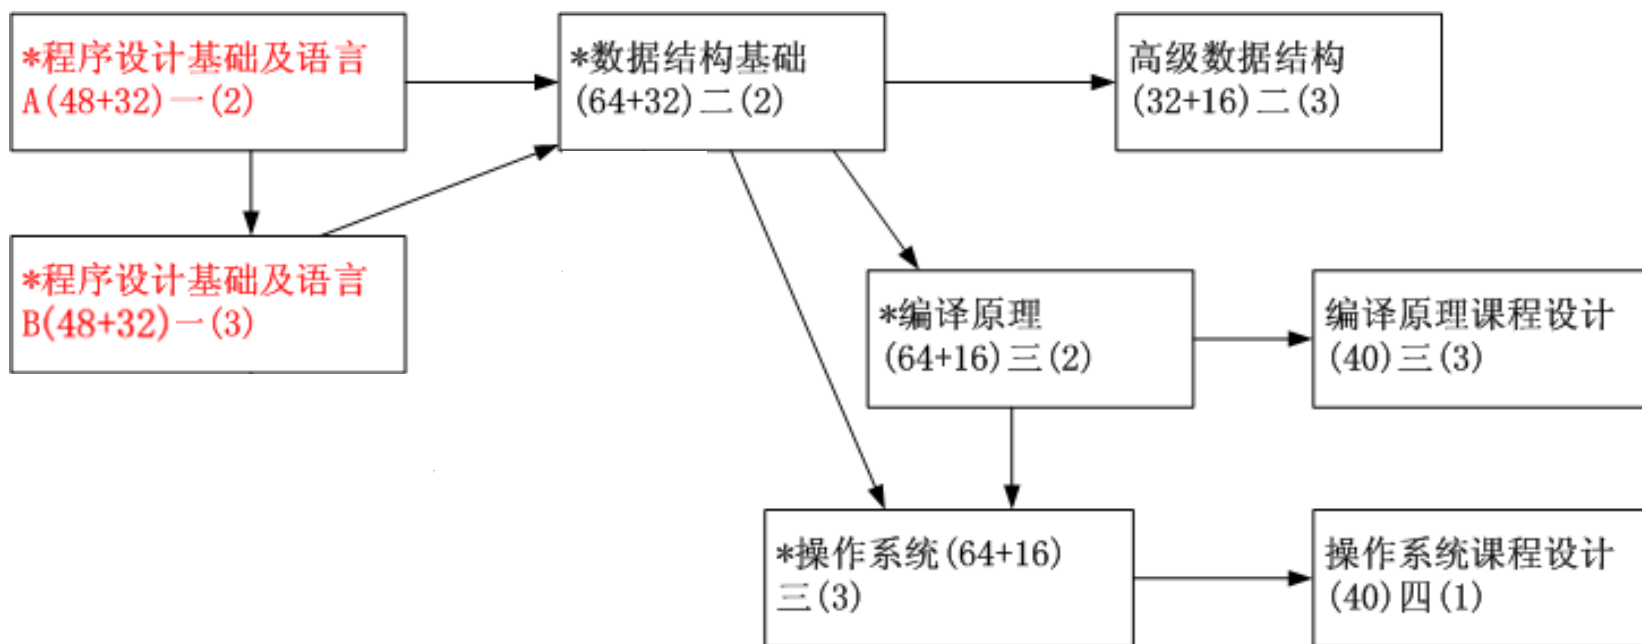 *程序设计基础及语言
A(48+32)一(2)
*数据结构基础
(64+32)二(2)
高级数据结构
(32+16)二(3)
*程序设计基础及语言
B(48+32)一(3)
*编译原理
(64+16)三(2)
编译原理课程设计
(40)三(3)
*操作系统(64+16)
三(3)
操作系统课程设计
(40)四(1)